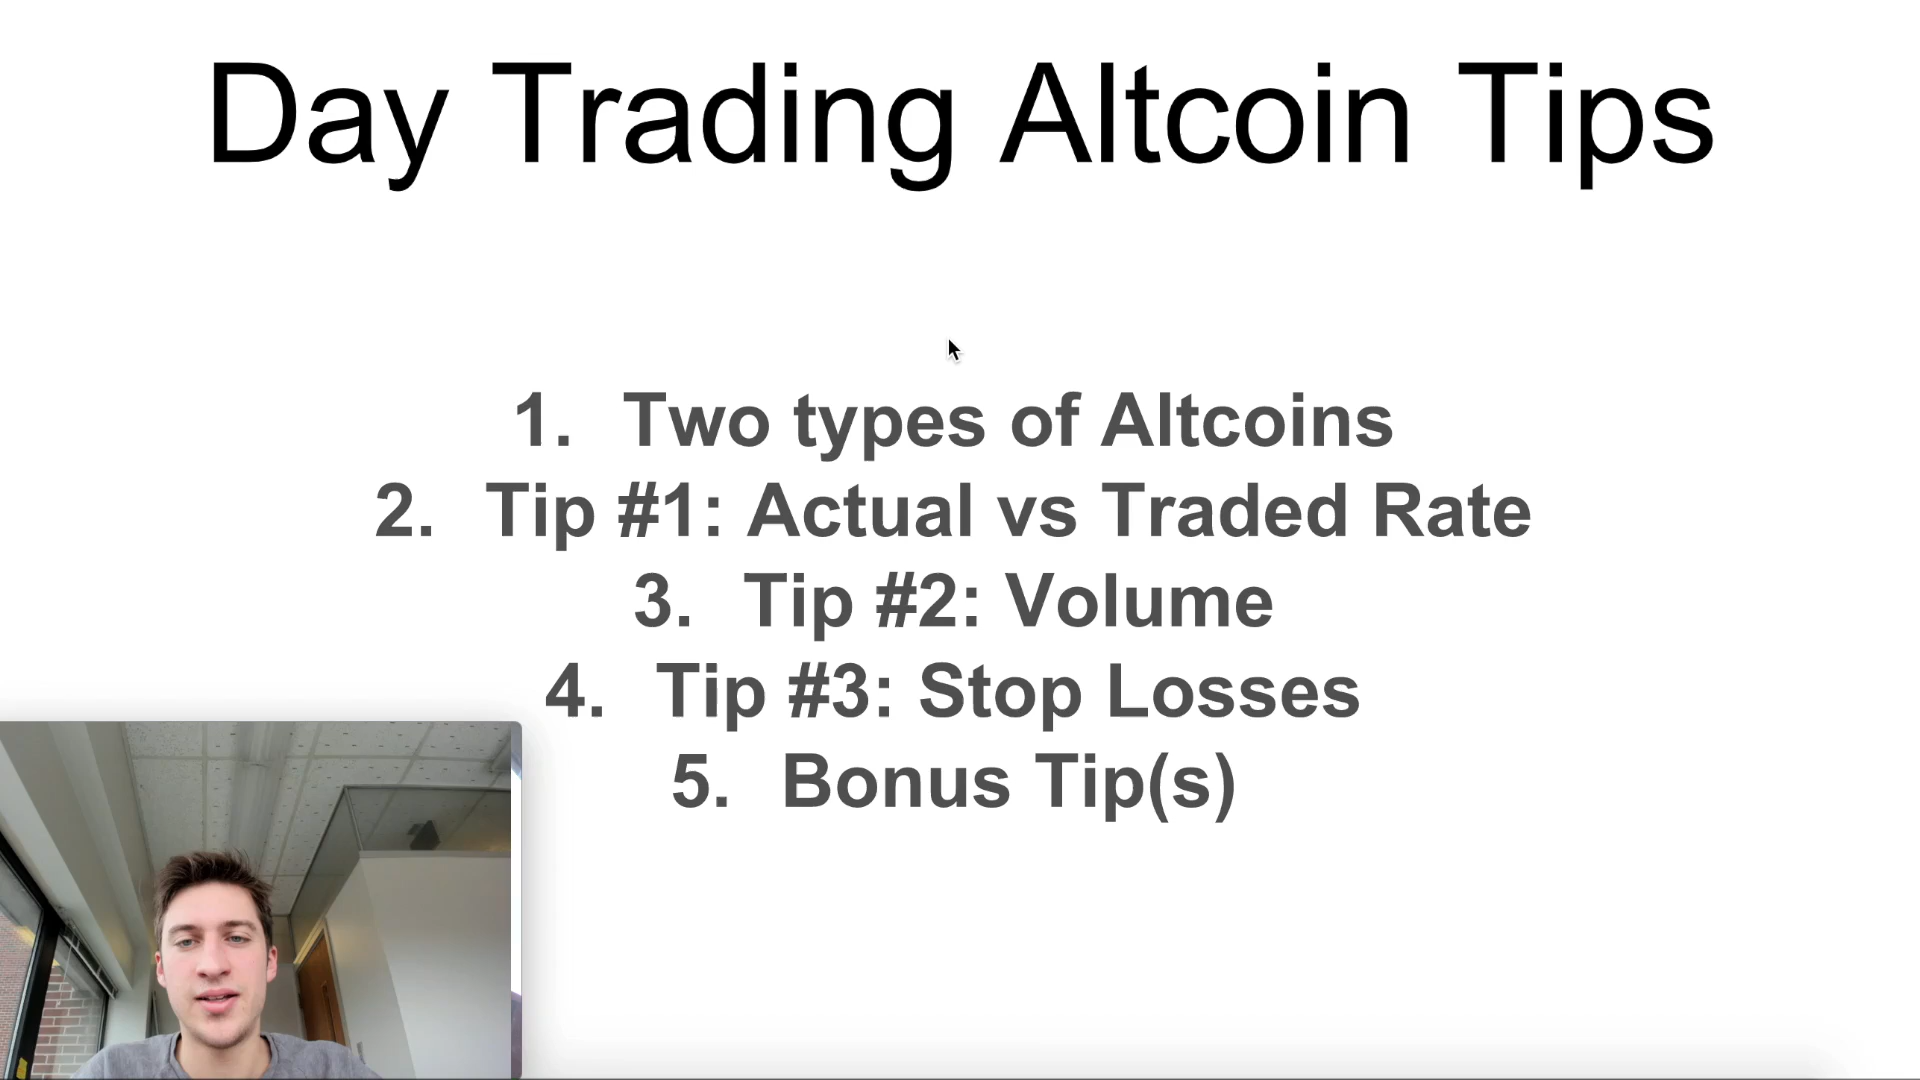 Day Trading Altcoin Tips
1. Two types of Altcoins
2. Tip #1: Actual vs Traded Rate
3. Tip #2: Volume
4. Tip #3: Stop Losses
5. Bonus Tip(s)